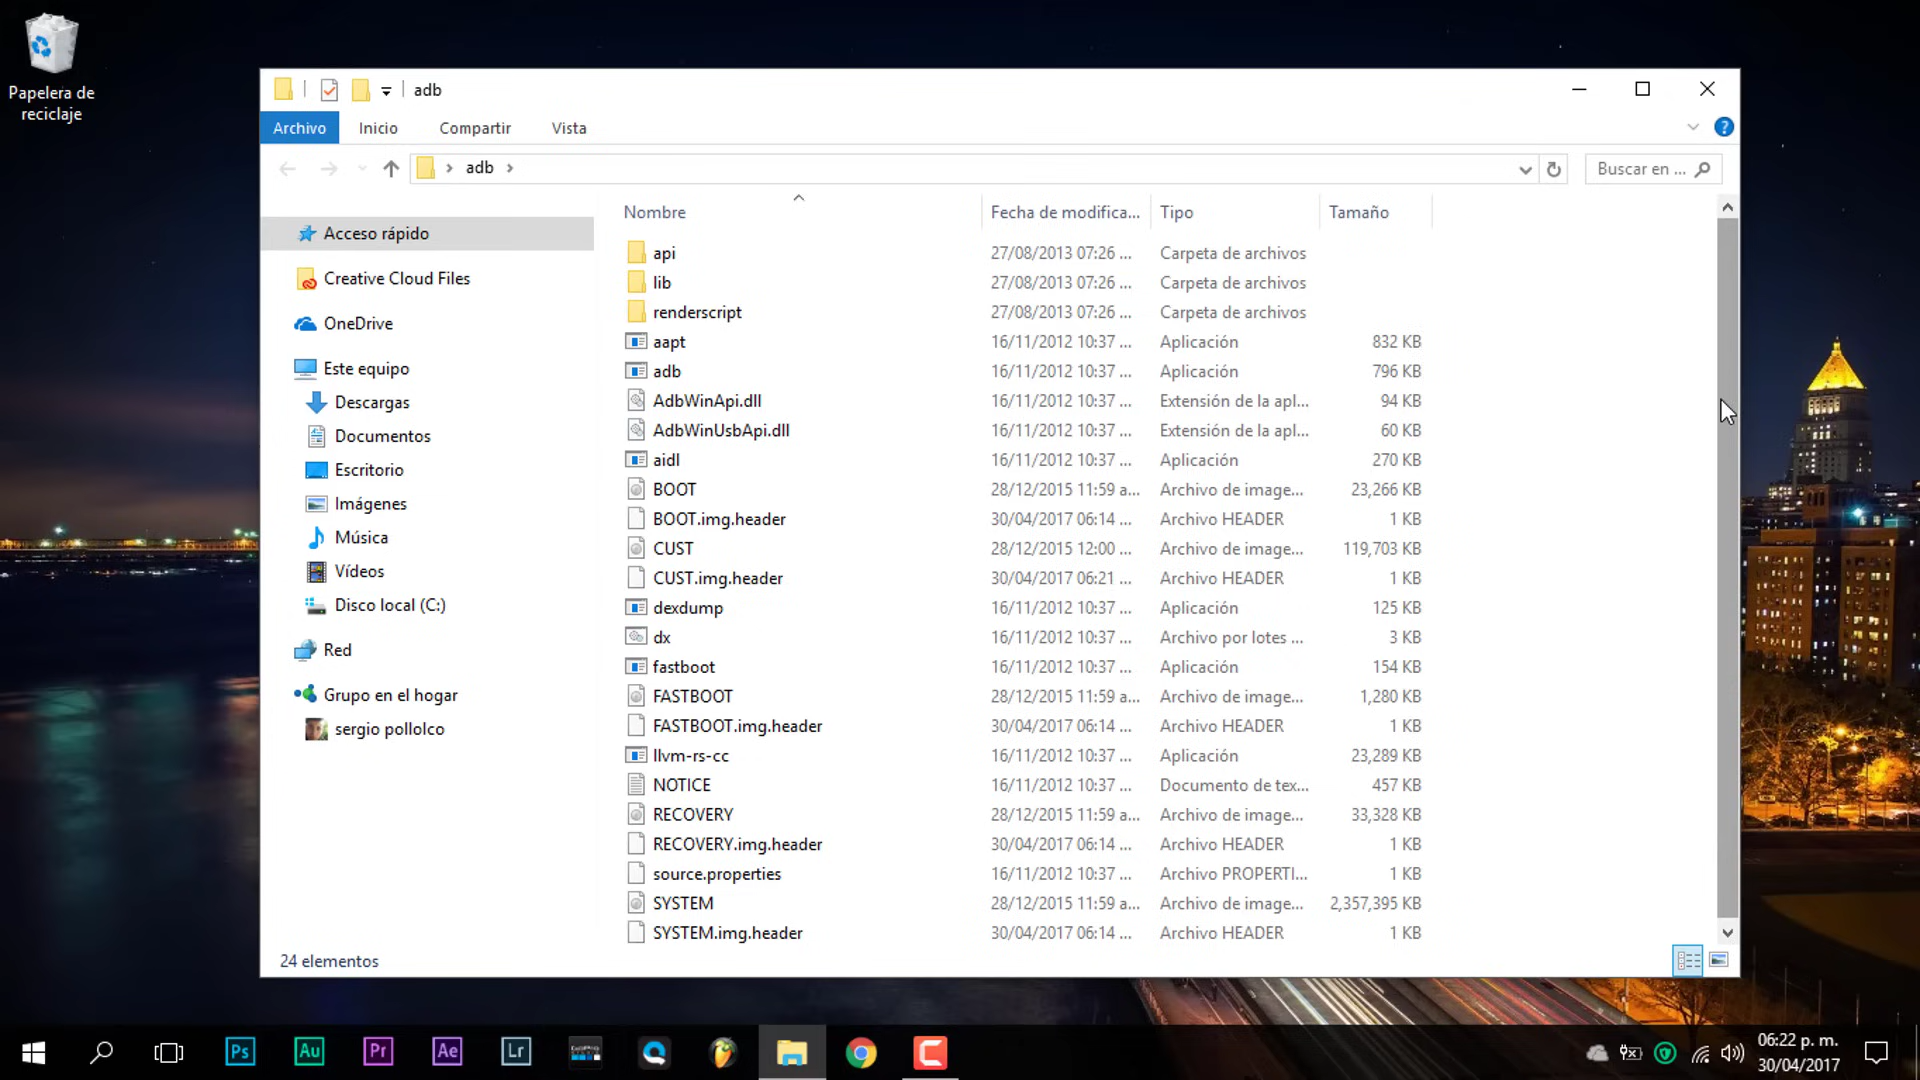 Papelera de
reciclaje
adb
Archivo Inicio Compartir Vista
adb
Buscar en ...
Nombre Fecha de modifica... Tipo Tamaño
Acceso rápido
Creative Cloud Files
OneDrive
Este equipo
Descargas
Documentos
Escritorio
Imágenes
Música
Vídeos
Disco local (C:)
Red
Grupo en el hogar
sergio pollolco
api 27/08/2013 07:26 ... Carpeta de archivos
lib 27/08/2013 07:26 ... Carpeta de archivos
renderscript 27/08/2013 07:26 ... Carpeta de archivos
aapt 16/11/2012 10:37 ... Aplicación 832 KB
adb 16/11/2012 10:37 ... Aplicación 796 KB
AdbWinApi.dll 16/11/2012 10:37 ... Extensión de la apl... 94 KB
AdbWinUsbApi.dll 16/11/2012 10:37 ... Extensión de la apl... 60 KB
aidl 16/11/2012 10:37 ... Aplicación 270 KB
BOOT 28/12/2015 11:59 a... Archivo de image... 23,266 KB
BOOT.img.header 30/04/2017 06:14 ... Archivo HEADER 1 KB
CUST 28/12/2015 12:00 ... Archivo de image... 119,703 KB
CUST.img.header 30/04/2017 06:21 ... Archivo HEADER 1 KB
dexdump 16/11/2012 10:37 ... Aplicación 125 KB
dx 16/11/2012 10:37 ... Archivo por lotes ... 3 KB
fastboot 16/11/2012 10:37 ... Aplicación 154 KB
FASTBOOT 28/12/2015 11:59 a... Archivo de image... 1,280 KB
FASTBOOT.img.header 30/04/2017 06:14 ... Archivo HEADER 1 KB
llvm-rs-cc 16/11/2012 10:37 ... Aplicación 23,289 KB
NOTICE 16/11/2012 10:37 ... Documento de tex... 457 KB
RECOVERY 28/12/2015 11:59 a... Archivo de image... 33,328 KB
RECOVERY.img.header 30/04/2017 06:14 ... Archivo HEADER 1 KB
source.properties 16/11/2012 10:37 ... Archivo PROPERTI... 1 KB
SYSTEM 28/12/2015 11:59 a... Archivo de image... 2,357,395 KB
SYSTEM.img.header 30/04/2017 06:14 ... Archivo HEADER 1 KB
24 elementos
Ps Au Pr Ae Lr
06:22 p. m.
30/04/2017